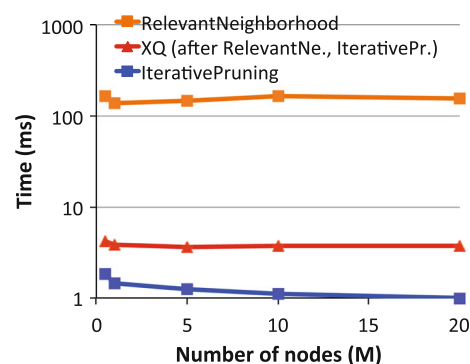 1000
RelevantNeighborhood
XQ (after RelevantNe., IterativePr.)
IterativePruning
100
10
1
Time (ms)
0 5 10 15 20
Number of nodes (M)